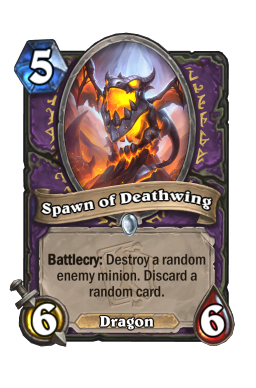 5
Spawn of Deathwing
Battlecry: Destroy a random
enemy minion. Discard a
random card.
6
Dragon
6